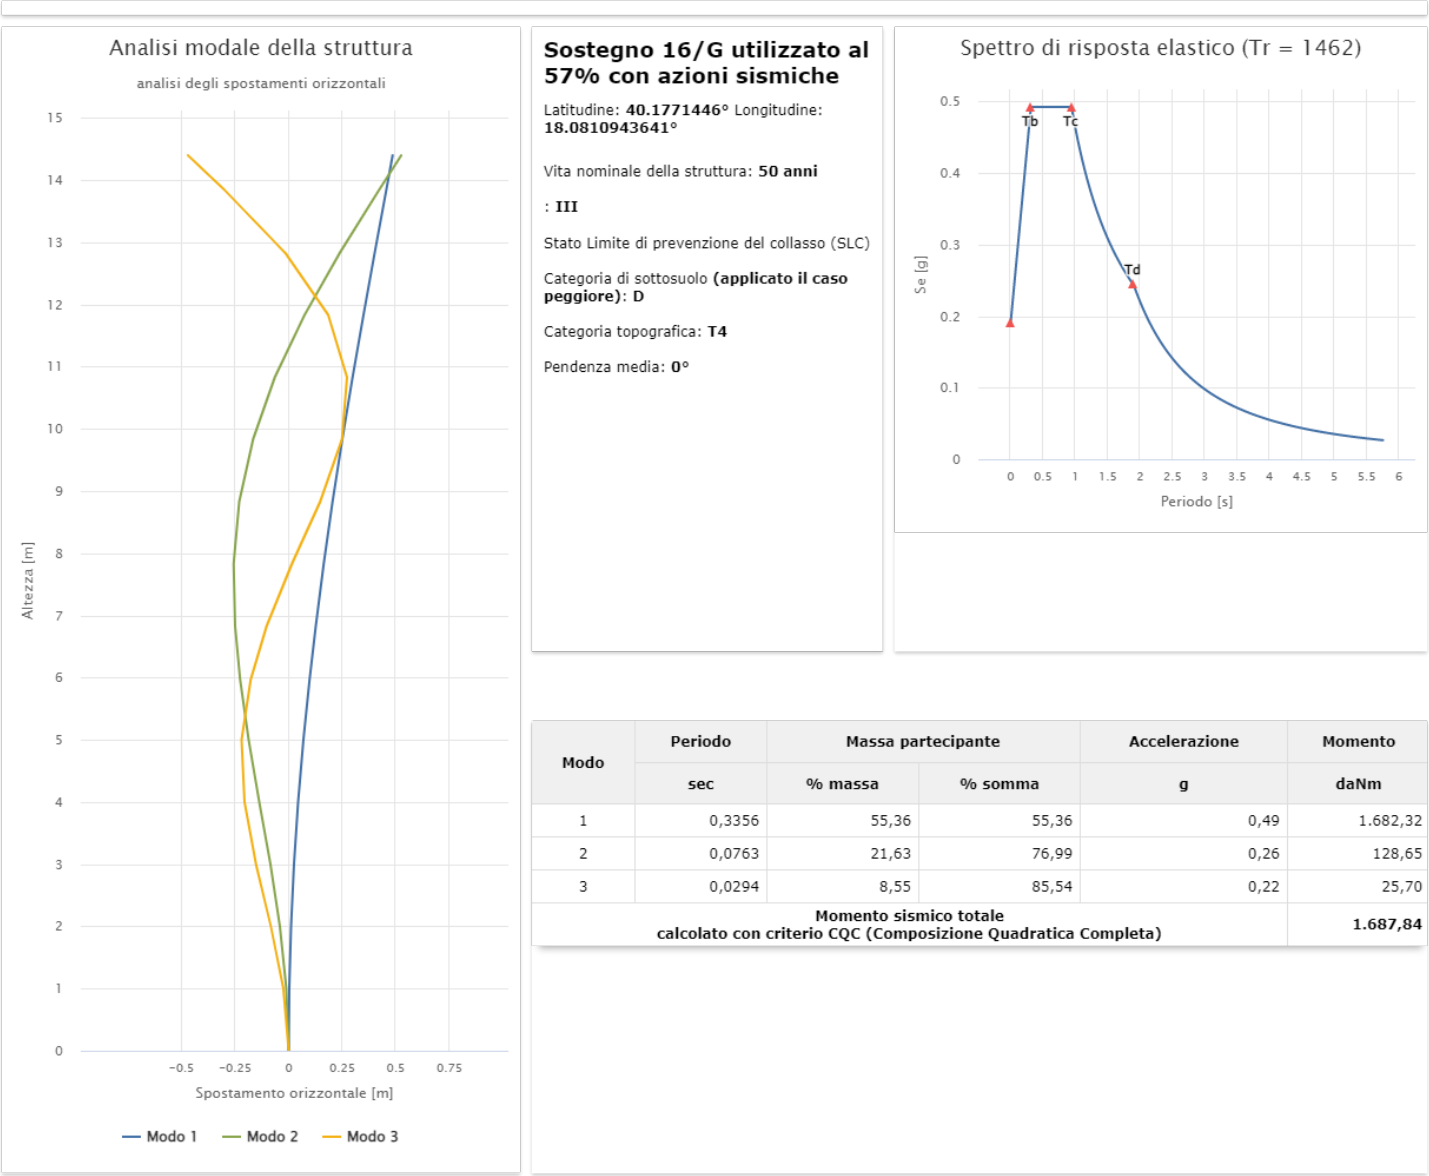 Analisi modale della struttura
analisi degli spostamenti orizzontali
15
14
13
12
11
10
9
8
7
6
5
4
3
2
1
0
Altezza [m]
−0.5 −0.25 0 0.25 0.5 0.75
Spostamento orizzontale [m]
Modo 1 Modo 2 Modo 3
Sostegno 16/G utilizzato al
57% con azioni sismiche
Latitudine: 40.1771446° Longitudine:
18.0810943641°
Vita nominale della struttura: 50 anni
: III
Stato Limite di prevenzione del collasso (SLC)
Categoria di sottosuolo (applicato il caso
peggiore): D
Categoria topografica: T4
Pendenza media: 0°
Spettro di risposta elastico (Tr = 1462)
0.5
0.4
0.3
0.2
0.1
0
Se [g]
Tb Tc
Td
0 0.5 1 1.5 2 2.5 3 3.5 4 4.5 5 5.5 6
Periodo [s]
Modo Periodo Massa partecipante Accelerazione Momento
sec % massa % somma g daNm
1 0,3356 55,36 55,36 0,49 1.682,32
2 0,0763 21,63 76,99 0,26 128,65
3 0,0294 8,55 85,54 0,22 25,70
Momento sismico totale
calcolato con criterio CQC (Composizione Quadratica Completa) 1.687,84